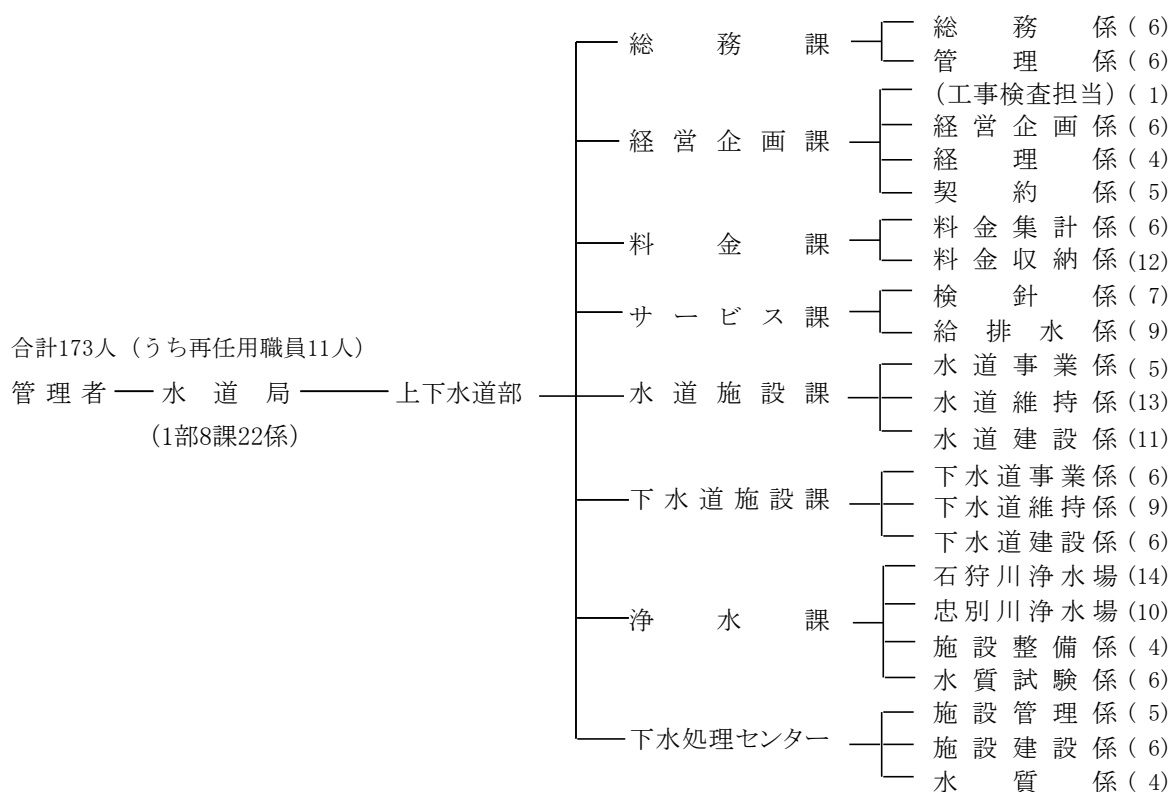 総務課
総務係( 6)
管理係( 6)
経営企画課
(工事検査担当)( 1)
経営企画係( 6)
経理係( 4)
契約係( 5)
料金課
料金集計係( 6)
料金収納係(12)
サービス課
検針係( 7)
給排水係( 9)
合計173人（うち再任用職員11人）
管理者 水道局 上下水道部
(1部8課22係)
水道施設課
水道事業係( 5)
水道維持係(13)
水道建設係(11)
下水道施設課
下水道事業係( 6)
下水道維持係( 9)
下水道建設係( 6)
浄水課
石狩川浄水場(14)
忠別川浄水場(10)
施設整備係( 4)
水質試験係( 6)
下水処理センター
施設管理係( 5)
施設建設係( 6)
水質係( 4)